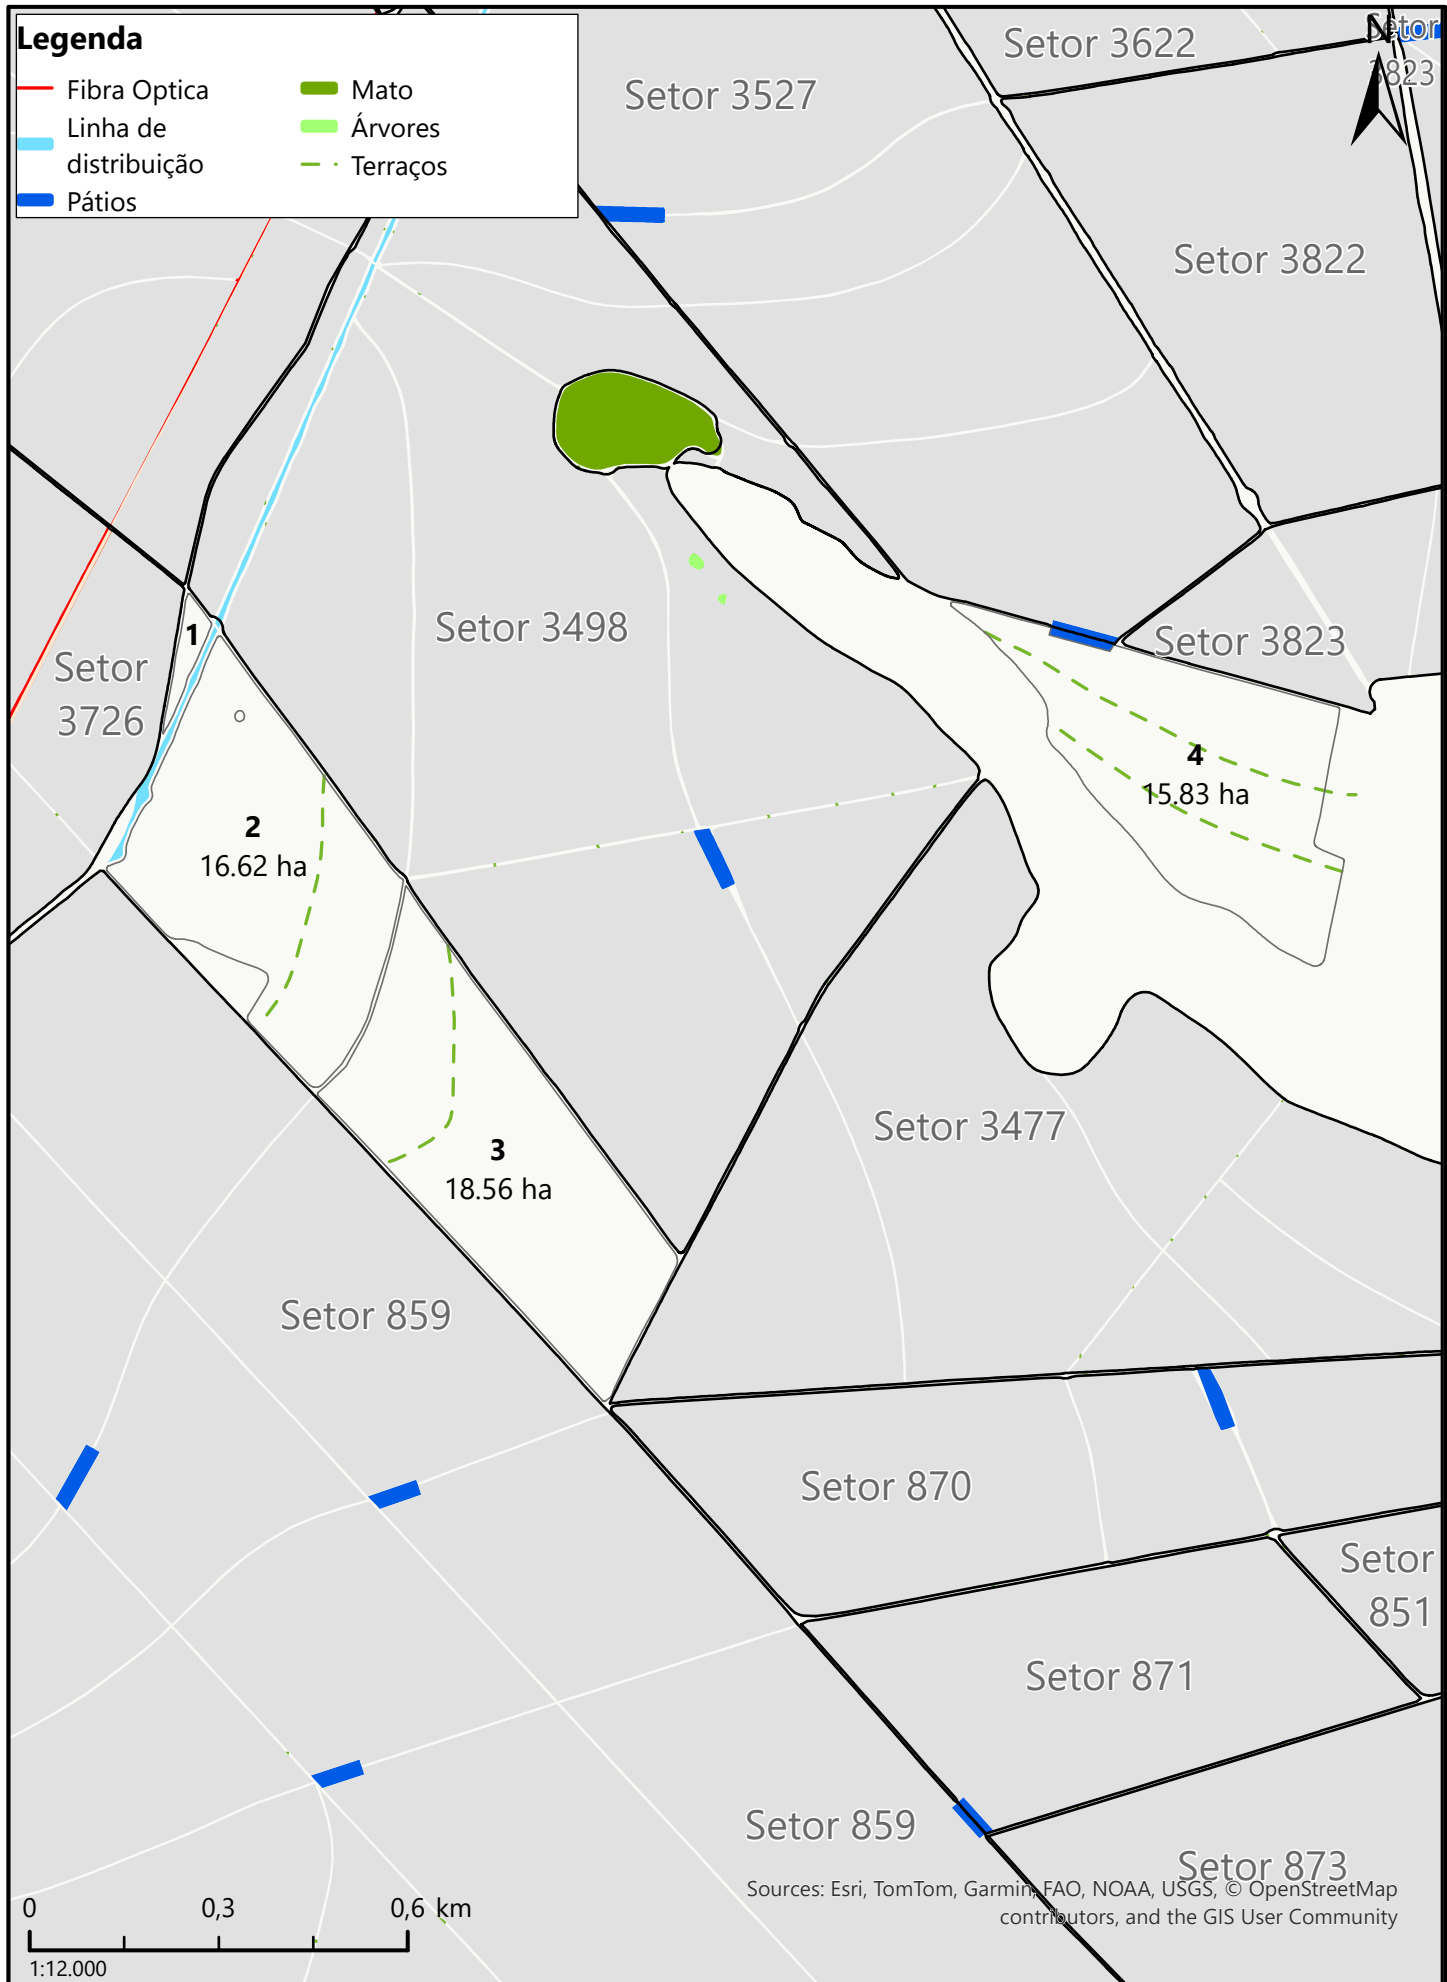 Legenda
Fibra Optica
Linha de
distribuição
Pátios
Mato
Árvores
Terraços
Setor 3527
Setor 3622
Setor
3823
N
Setor 3822
Setor 3498
Setor 3823
1
Setor
3726
2
16.62 ha
4
15.83 ha
3
18.56 ha
Setor 3477
Setor 859
Setor 870
Setor
851
Setor 871
Setor 859
Setor 873
Sources: Esri, TomTom, Garmin, FAO, NOAA, USGS, © OpenStreetMap
contributors, and the GIS User Community
0 0,3 0,6 km
1:12.000